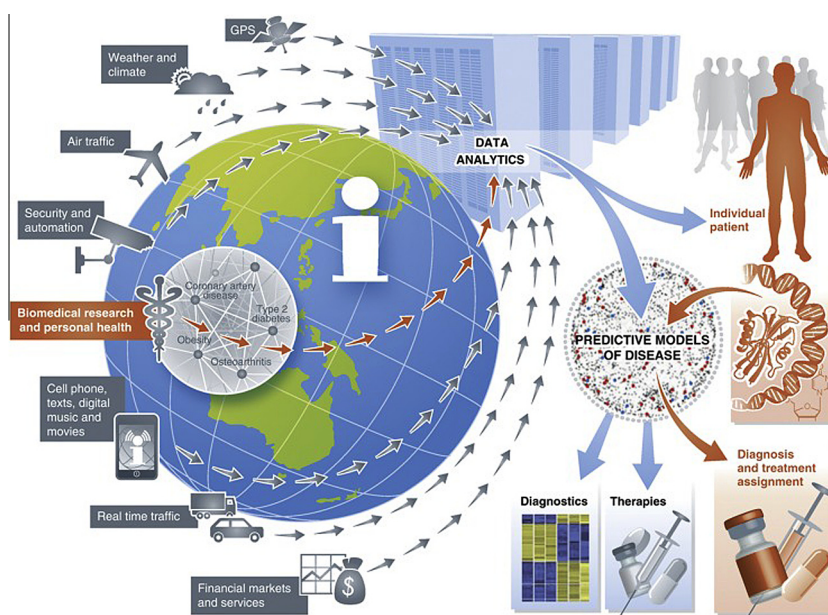 GPS
Weather and
climate
Air traffic
Security and
automation
Biomedical research
and personal health
Cell phone,
texts, digital
music and
movies
Real time traffic
Financial markets
and services
Coronary artery
disease
Type 2
diabetes
Obesity
Osteoarthritis
i
i
DATA
ANALYTICS
Individual
patient
PREDICTIVE MODELS
OF DISEASE
Diagnostics
Therapies
Diagnosis
and treatment
assignment
$